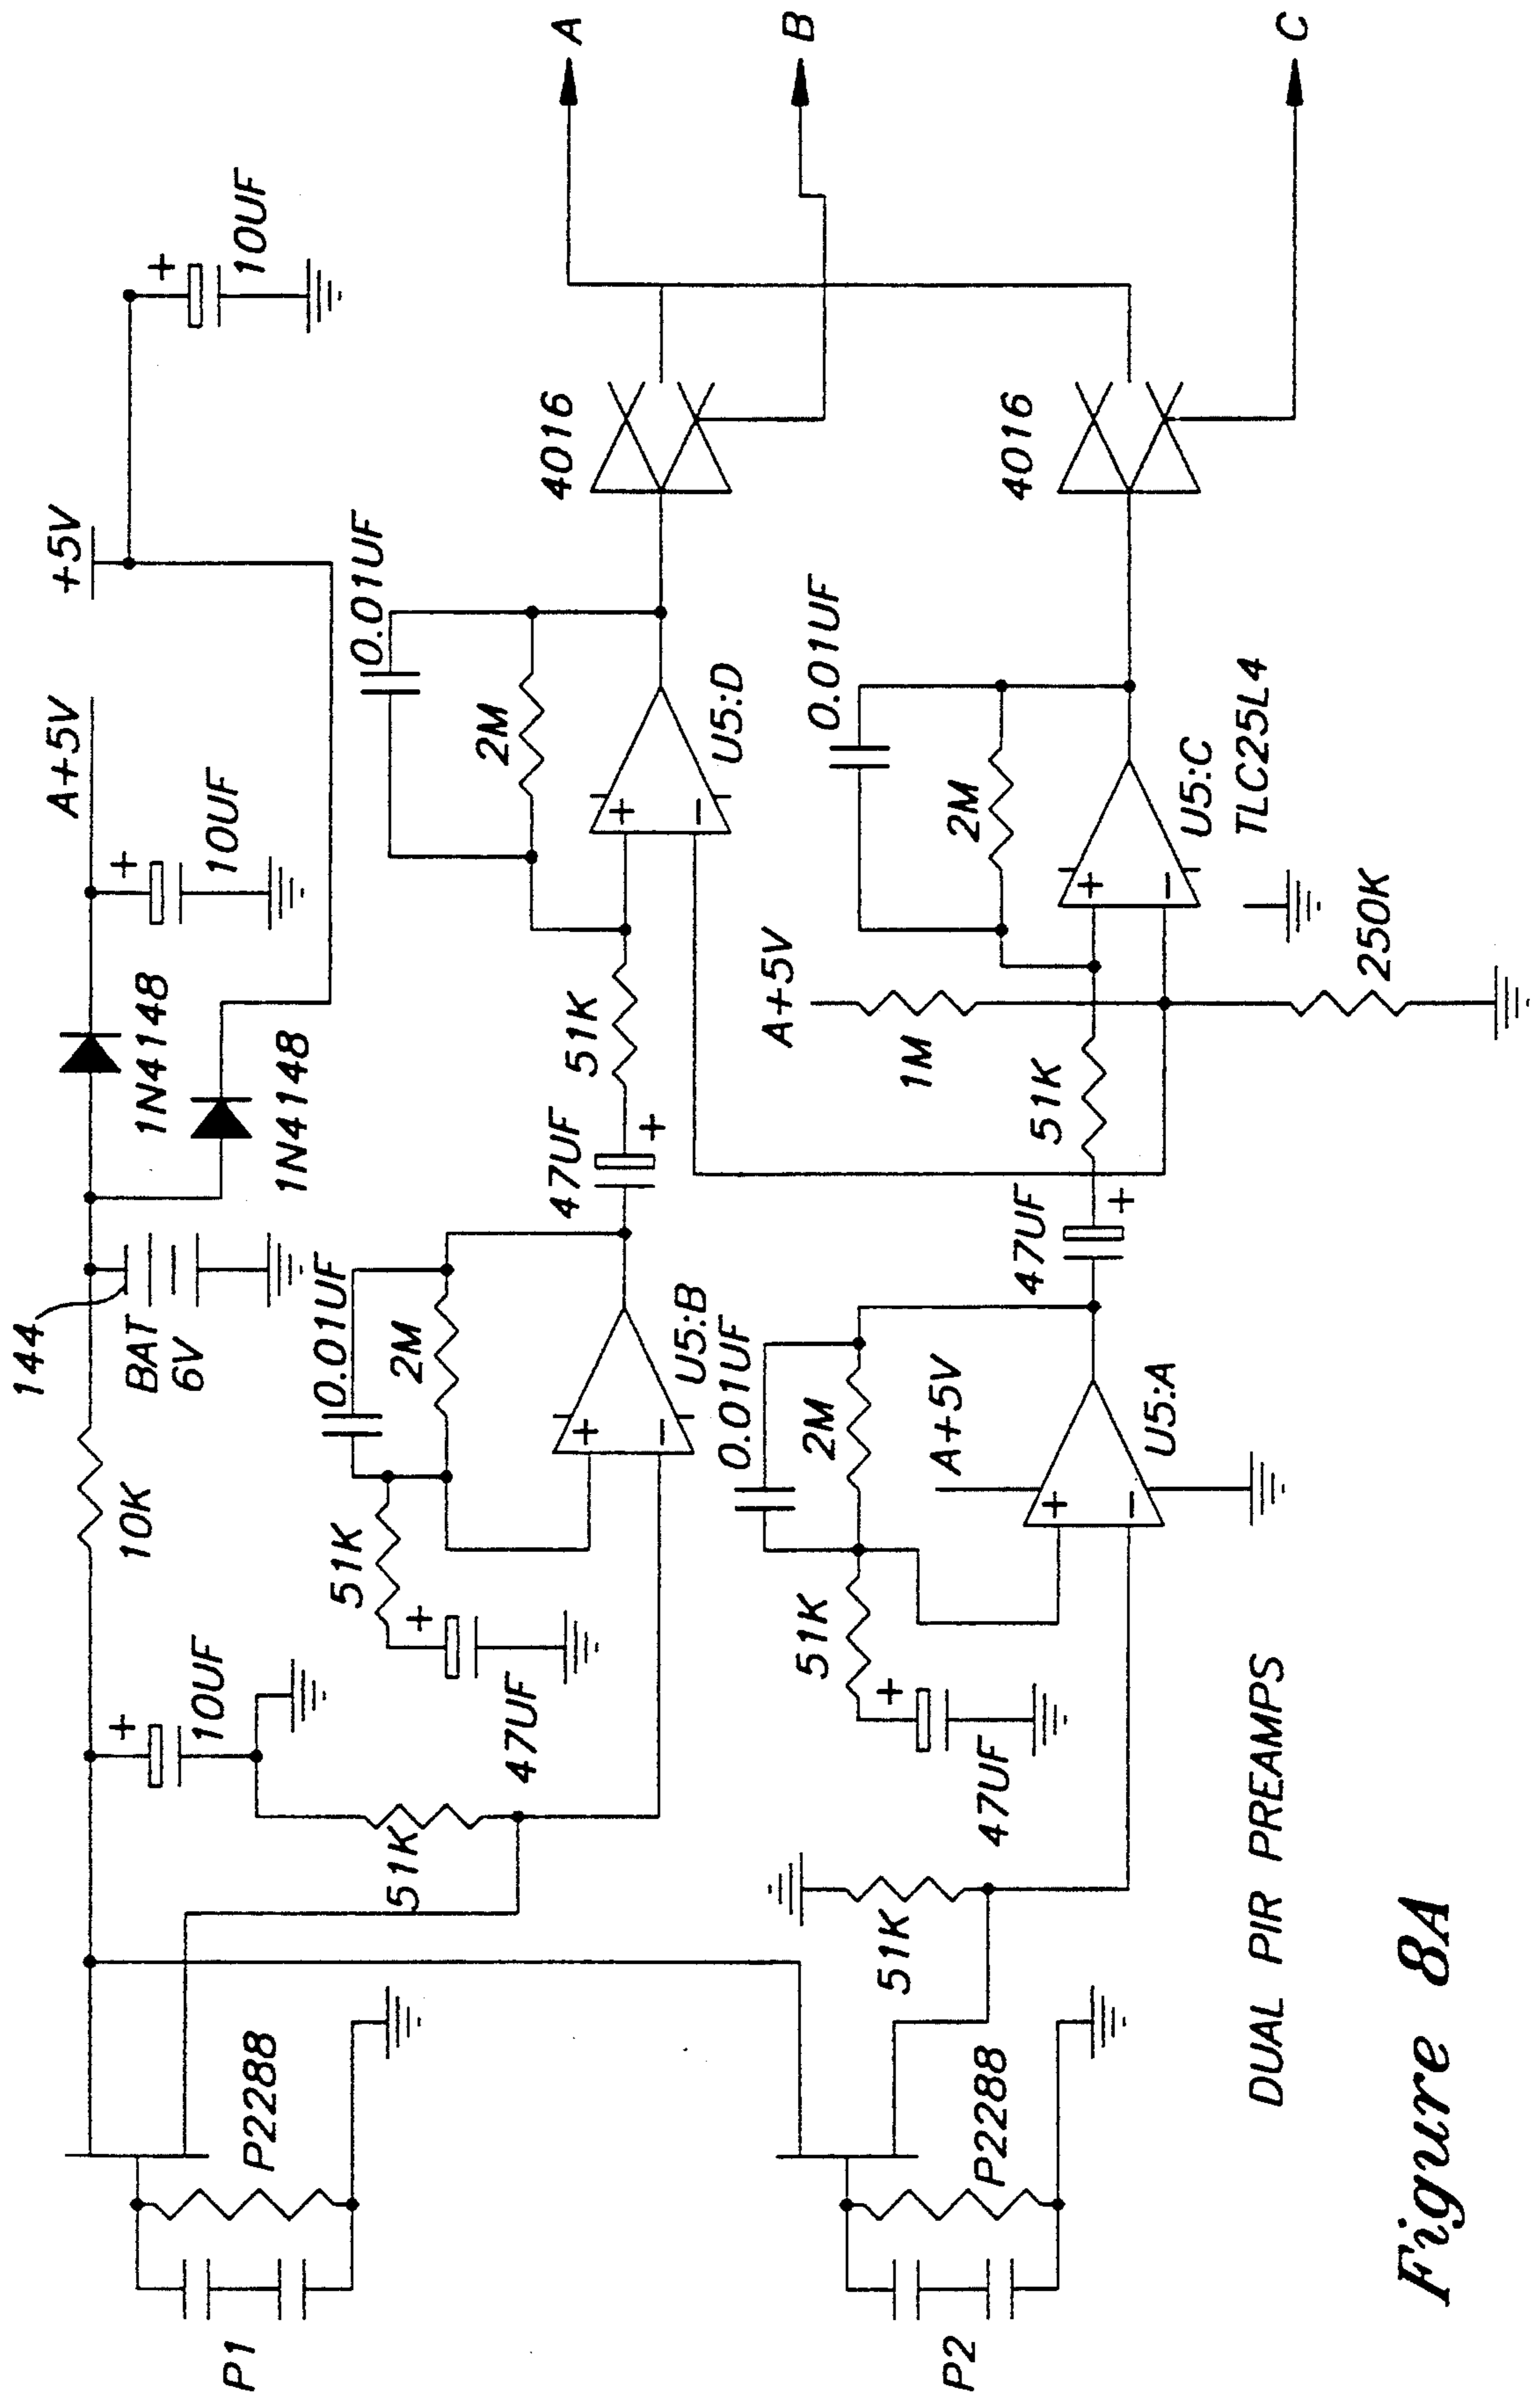 144
BAT
6V
10K
10UF
1N4148
1N4148
A+5V
10UF
+5V
10UF
A
B
C
P1
P2288
51K
51K
47UF
0.01UF
2M
U5:B
47UF
51K
0.01UF
2M
U5:D
4016
P2
P2288
51K
51K
47UF
0.01UF
2M
A+5V
U5:A
47UF
51K
A+5V
1M
250K
0.01UF
2M
U5:C
TLC25L4
4016
+
+
+
+
+
+
+
+
+
−
+
−
+
−
+
−
DUAL PIR PREAMPS
Figure 8A